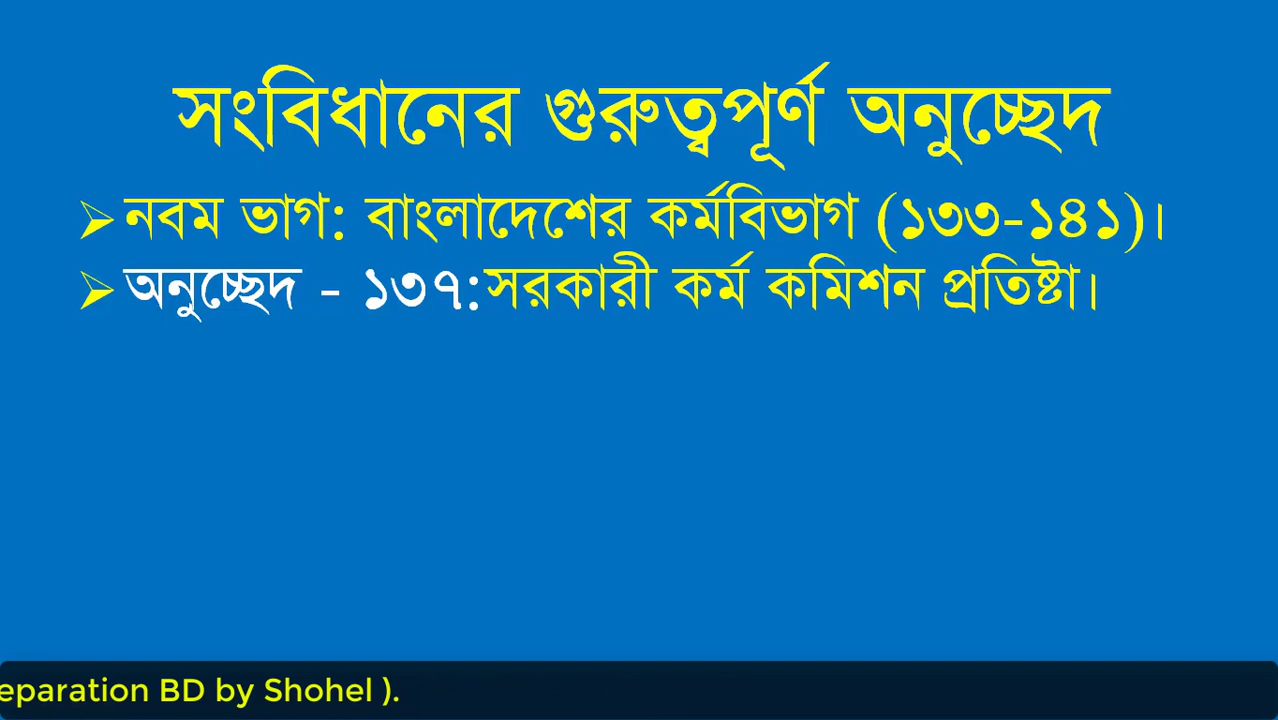 সংবিধানের গুরুত্বপূর্ণ অনুচ্ছেদ
➢নবম ভাগ: বাংলাদেশের কর্মবিভাগ (১৩৩-১৪১)।
➢অনুচ্ছেদ - ১৩৭:সরকারী কর্ম কমিশন প্রতিষ্টা।
eparation BD by Shohel ).